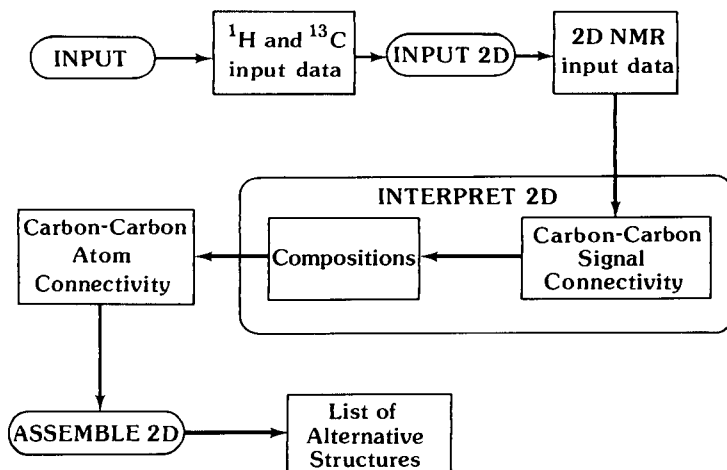 INPUT
¹H and ¹³C
input data
INPUT 2D
2D NMR
input data
INTERPRET 2D
Carbon-Carbon
Signal
Connectivity
Compositions
Carbon-Carbon
Atom
Connectivity
ASSEMBLE 2D
List of
Alternative
Structures